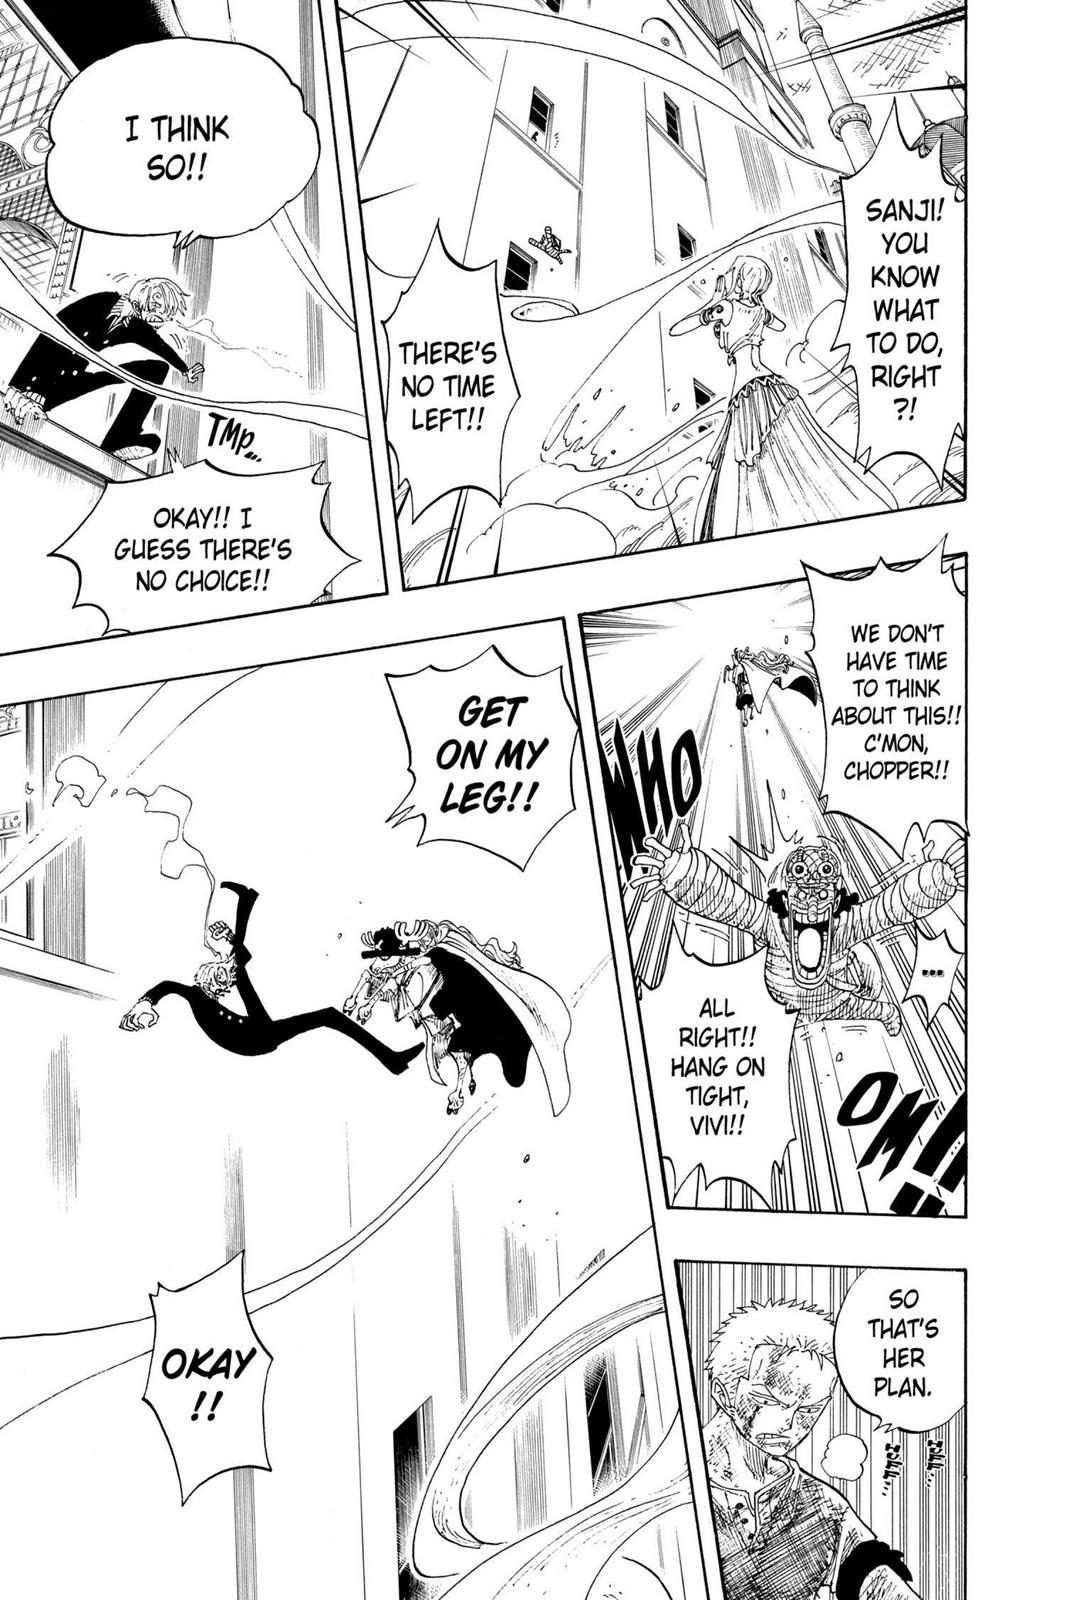 SANJI!
YOU
KNOW
WHAT
TO DO,
RIGHT
?!
THERE'S
NO TIME
LEFT!!
I THINK
SO!!
TMP...
OKAY!! I
GUESS THERE'S
NO CHOICE!!
WE DON'T
HAVE TIME
TO THINK
ABOUT THIS!!
C'MON,
CHOPPER!!
WHO
OM!!
...
ALL
RIGHT!!
HANG ON
TIGHT,
VIVI!!
SO
THAT'S
HER
PLAN.
HUFF...
HUFF...
GET
ON MY
LEG!!
OKAY
!!